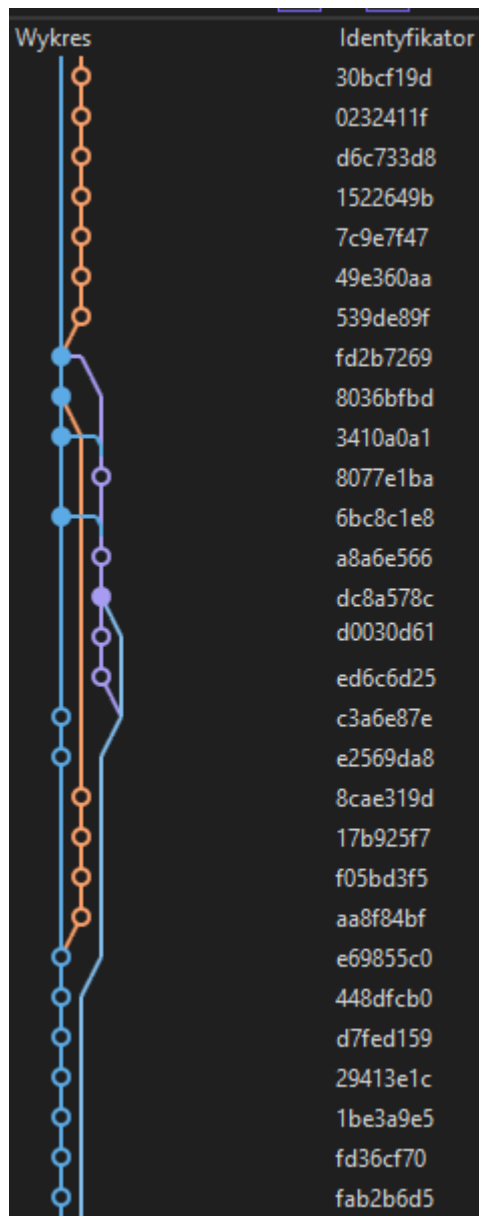 Wykres Identyfikator
30bcf19d
0232411f
d6c733d8
1522649b
7c9e7f47
49e360aa
539de89f
fd2b7269
8036bfbd
3410a0a1
8077e1ba
6bc8c1e8
a8a6e566
dc8a578c
d0030d61
ed6c6d25
c3a6e87e
e2569da8
8cae319d
17b925f7
f05bd3f5
aa8f84bf
e69855c0
448dfcb0
d7fed159
29413e1c
1be3a9e5
fd36cf70
fab2b6d5